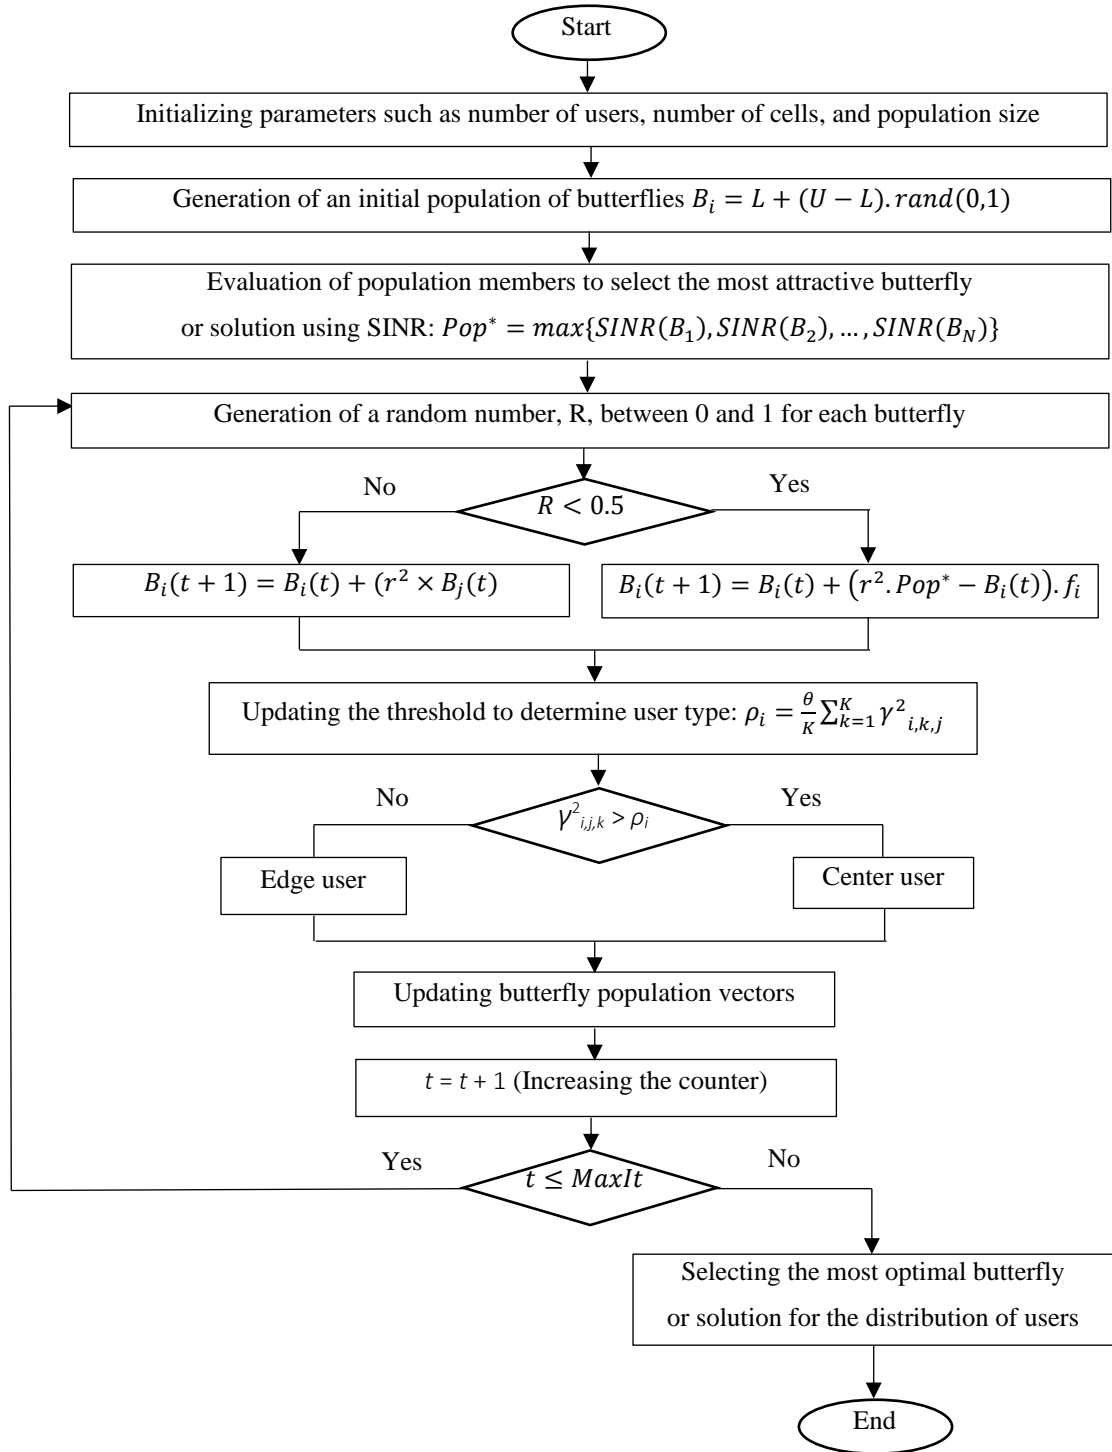 Start
Initializing parameters such as number of users, number of cells, and population size
Generation of an initial population of butterflies B_i = L + (U − L). rand(0,1)
Evaluation of population members to select the most attractive butterfly
or solution using SINR: Pop* = max{SINR(B_1), SINR(B_2), … , SINR(B_N)}
Generation of a random number, R, between 0 and 1 for each butterfly
No
Yes
R < 0.5
B_i(t + 1) = B_i(t) + (r² × B_j(t)
B_i(t + 1) = B_i(t) + (r². Pop* − B_i(t)). f_i
Updating the threshold to determine user type: ρ_i = θ/K ∑_{k=1}^{K} γ²_{i,k,j}
No
Yes
γ²_{i,j,k} > ρ_i
Edge user
Center user
Updating butterfly population vectors
t = t + 1 (Increasing the counter)
Yes
No
t ≤ MaxIt
Selecting the most optimal butterfly
or solution for the distribution of users
End